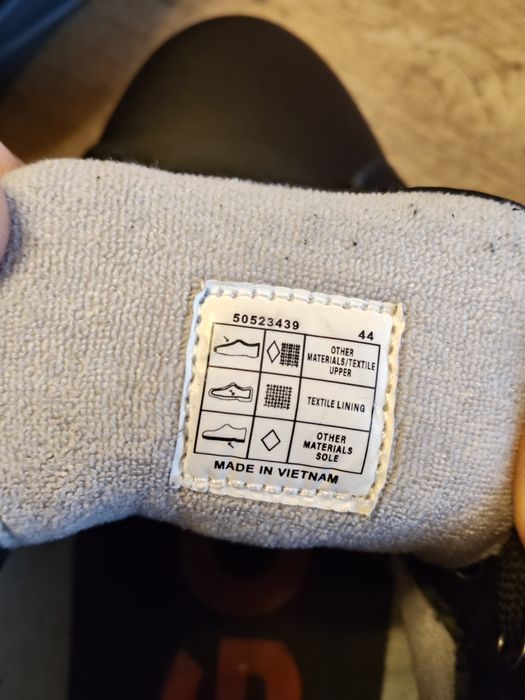 50523439 44
OTHER
MATERIALS/TEXTILE
UPPER
TEXTILE LINING
OTHER
MATERIALS
SOLE
MADE IN VIETNAM